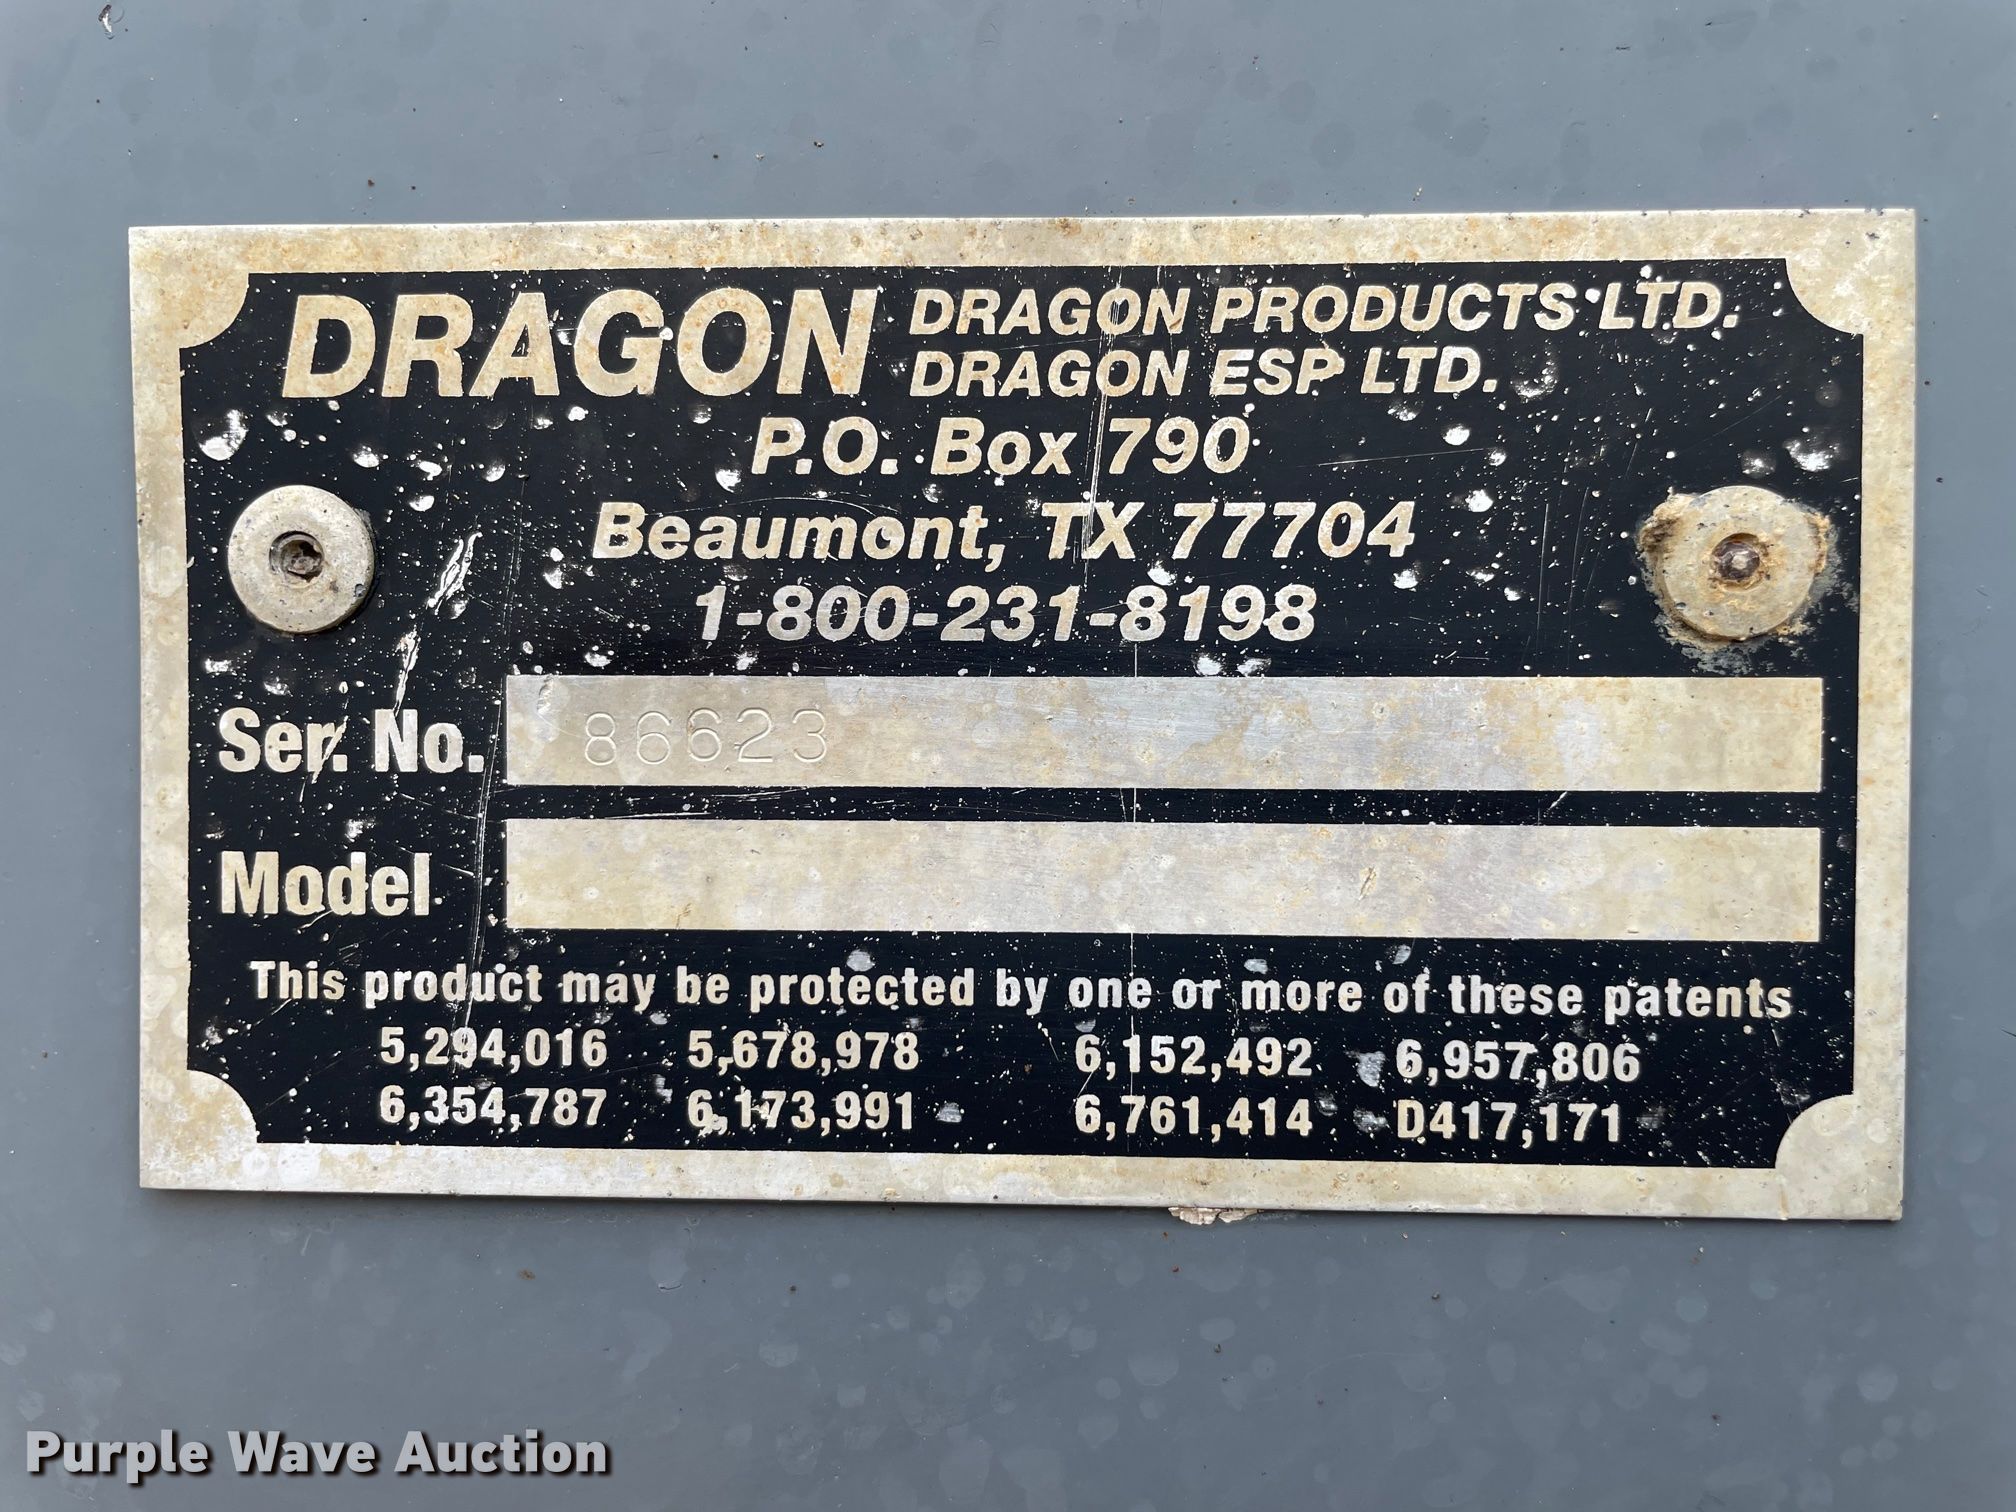 DRAGON DRAGON PRODUCTS LTD.
DRAGON ESP LTD.
P.O. Box 790
Beaumont, TX 77704
1-800-231-8198
Ser. No. 86623
Model
This product may be protected by one or more of these patents
5,294,016 5,678,978 6,152,492 6,957,806
6,354,787 6,173,991 6,761,414 D417,171
Purple Wave Auction